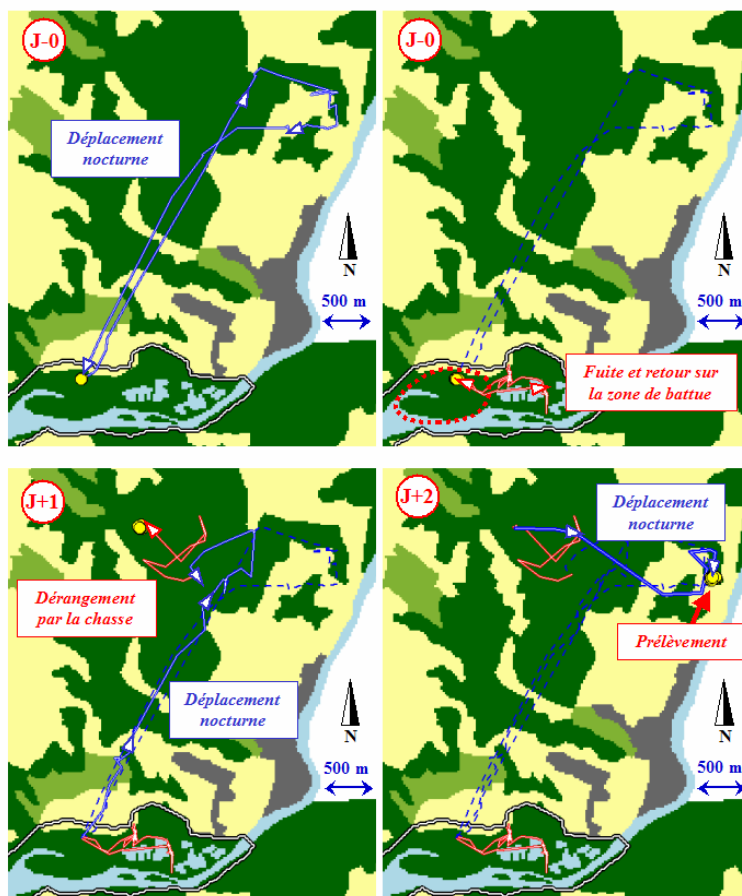 J-0
Déplacement
nocturne
N
500 m
J-0
N
500 m
Fuite et retour sur
la zone de battue
J+1
Dérangement
par la chasse
Déplacement
nocturne
N
500 m
J+2
Déplacement
nocturne
Prélèvement
N
500 m